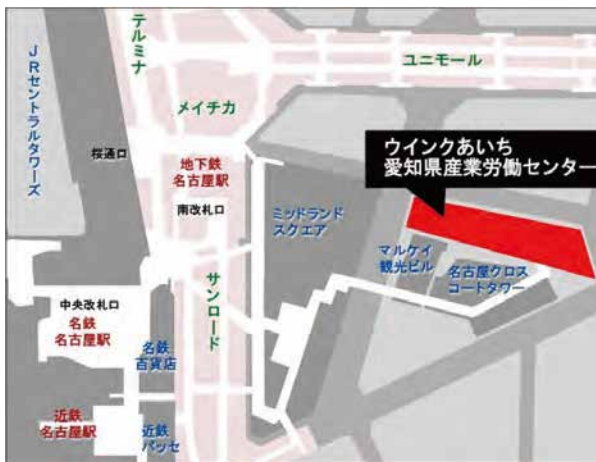 テルミナ
JRセントラルタワーズ
ユニモール
メイチカ
桜通口
地下鉄
名古屋駅
南改札口
ウインクあいち
愛知県産業労働センター
ミッドランド
スクエア
マルケイ
観光ビル
名古屋クロス
コートタワー
サンロード
中央改札口
名鉄
名古屋駅
名鉄
百貨店
近鉄
名古屋駅
近鉄
パッセ